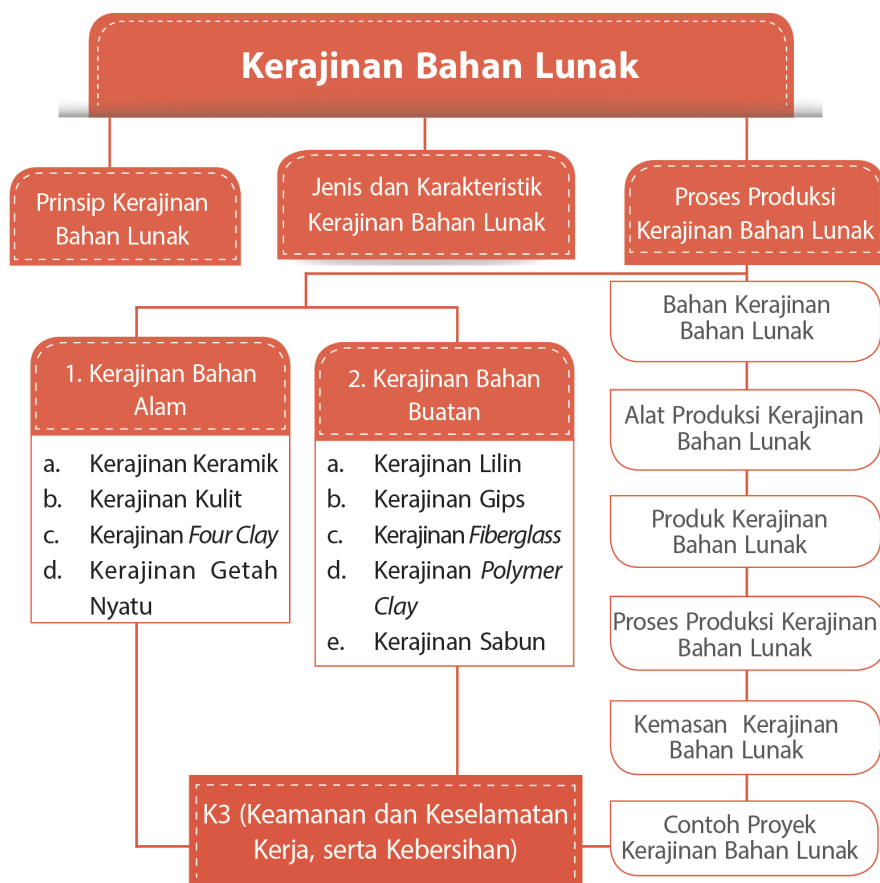 Kerajinan Bahan Lunak
Prinsip Kerajinan
Bahan Lunak
Jenis dan Karakteristik
Kerajinan Bahan Lunak
Proses Produksi
Kerajinan Bahan Lunak
1. Kerajinan Bahan
Alam
a. Kerajinan Keramik
b. Kerajinan Kulit
c. Kerajinan Four Clay
d. Kerajinan Getah
Nyatu
2. Kerajinan Bahan
Buatan
a. Kerajinan Lilin
b. Kerajinan Gips
c. Kerajinan Fiberglass
d. Kerajinan Polymer
Clay
e. Kerajinan Sabun
Bahan Kerajinan
Bahan Lunak
Alat Produksi Kerajinan
Bahan Lunak
Produk Kerajinan
Bahan Lunak
Proses Produksi Kerajinan
Bahan Lunak
Kemasan Kerajinan
Bahan Lunak
Contoh Proyek
Kerajinan Bahan Lunak
K3 (Keamanan dan Keselamatan
Kerja, serta Kebersihan)